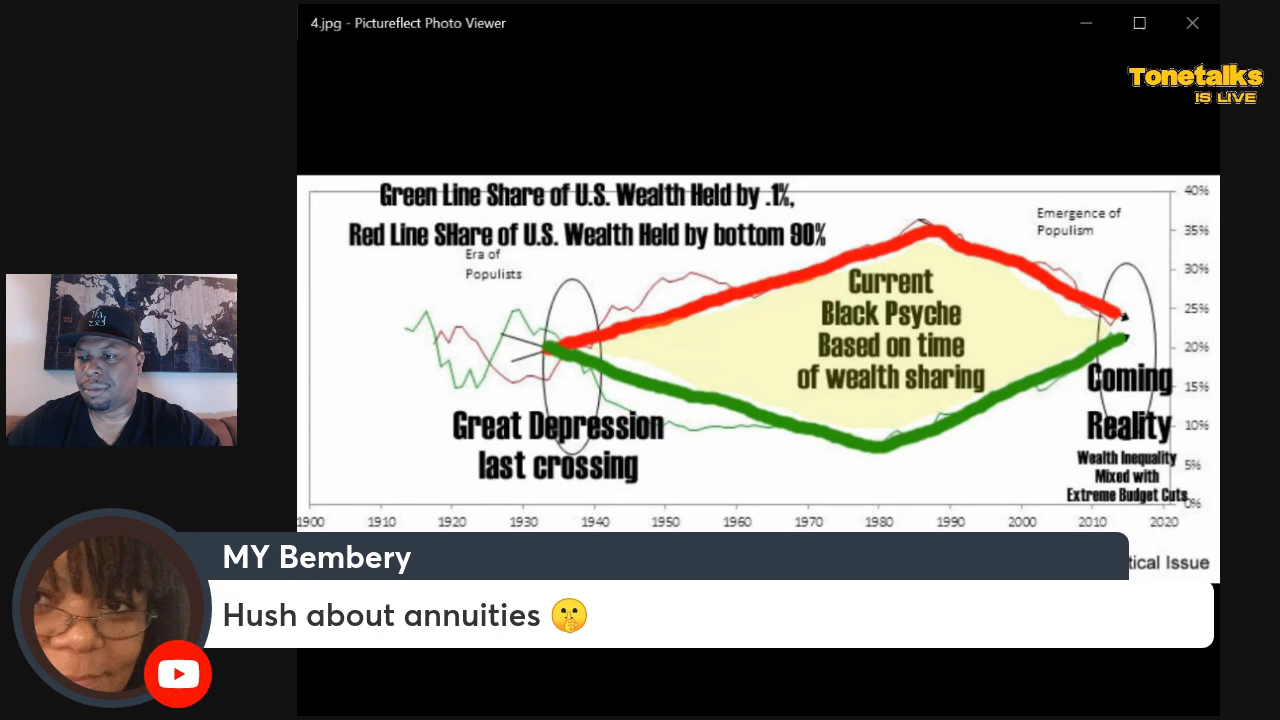 4.jpg - Pictureflect Photo Viewer
Tonetalks
IS LIVE
Green Line Share of U.S. Wealth Held by .1%,
Red Line SHare of U.S. Wealth Held by bottom 90%
Era of
Populists
Emergence of
Populism
40%
35%
30%
25%
20%
15%
10%
5%
0%
Current
Black Psyche
Based on time
of wealth sharing
Great Depression
last crossing
Coming
Reality
Wealth Inequality
Mixed with
Extreme Budget Cuts
1900 1910 1920 1930 1940 1950 1960 1970 1980 1990 2000 2010 2020
Issue
MY Bembery
Hush about annuities 🤫